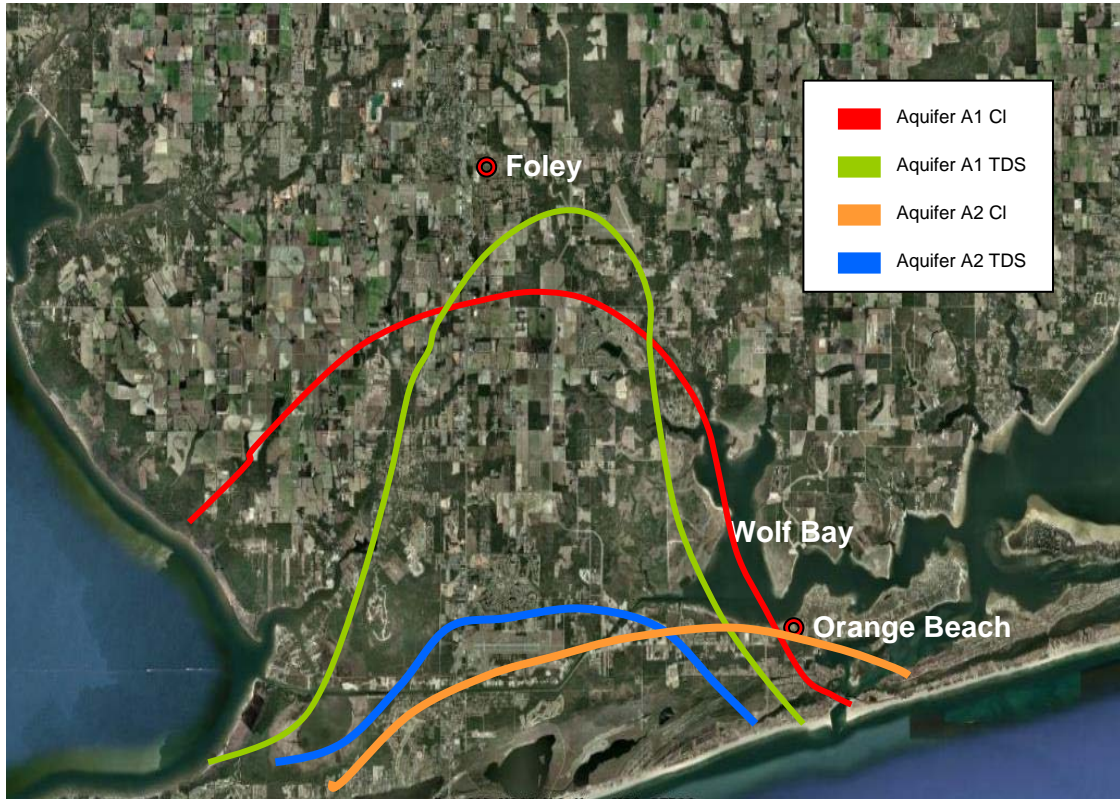 Aquifer A1 Cl
Aquifer A1 TDS
Aquifer A2 Cl
Aquifer A2 TDS
Foley
Wolf Bay
Orange Beach